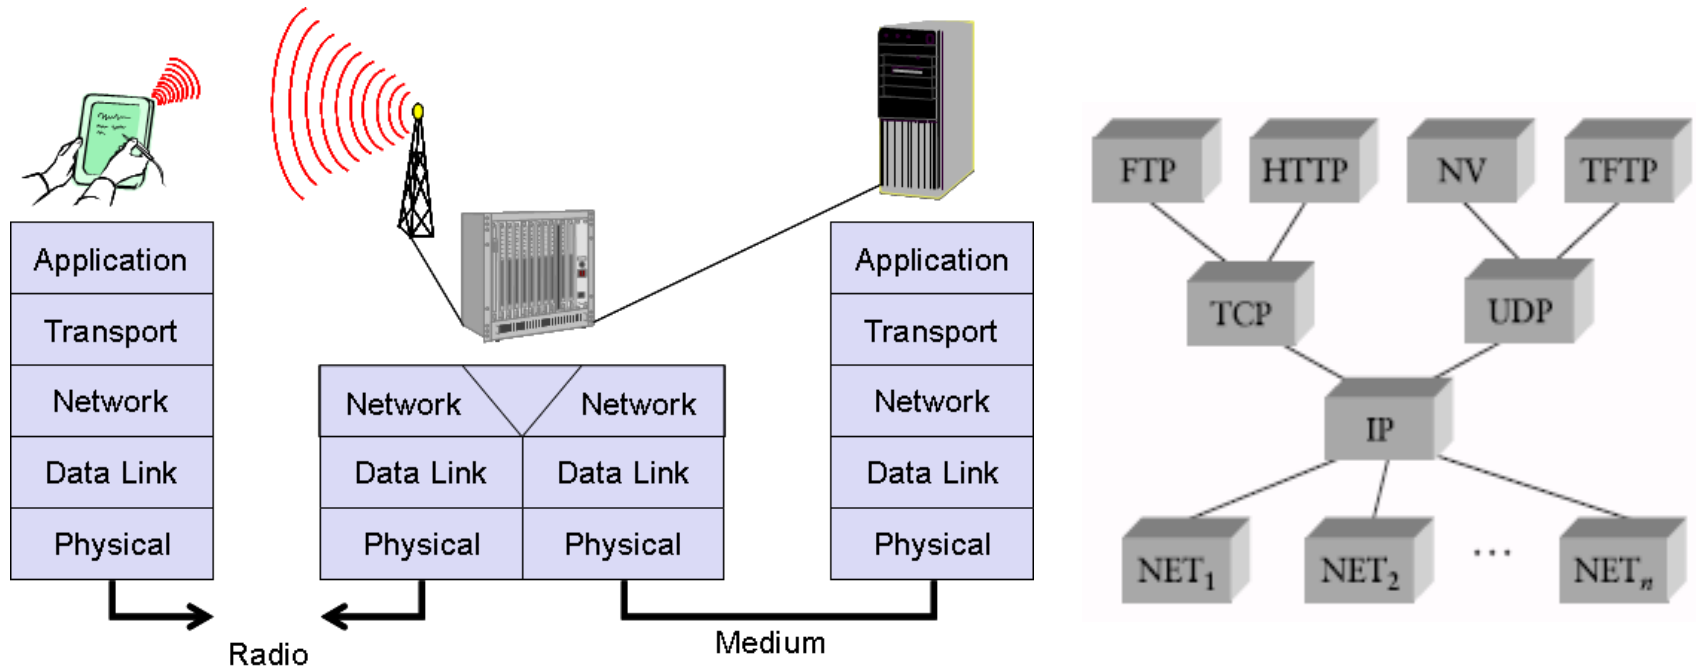 Application
Transport
Network
Data Link
Physical
Network Network
Data Link Data Link
Physical Physical
Application
Transport
Network
Data Link
Physical
Radio
Medium
FTP HTTP NV TFTP
TCP UDP
IP
NET1 NET2 ... NETn